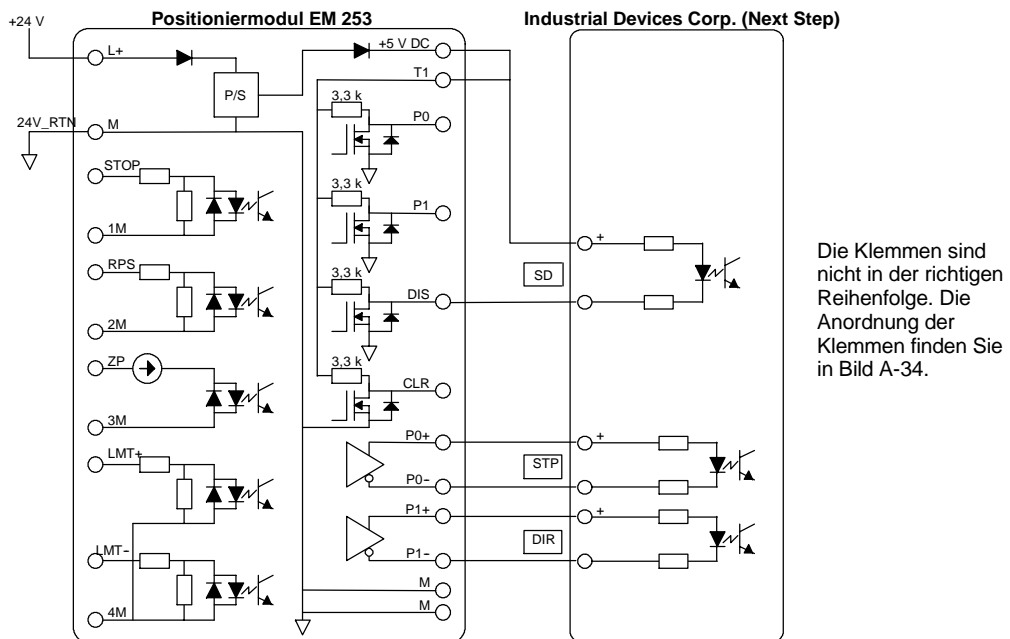 Positioniermodul EM 253
Industrial Devices Corp. (Next Step)
+24 V
L+
+5 V DC
T1
P/S
3,3 k
P0
24V_RTN
M
STOP
3,3 k
P1
1M
+
SD
RPS
3,3 k
DIS
2M
ZP
3,3 k
CLR
3M
LMT+
P0+
+
STP
P0-
P1+
+
DIR
LMT-
P1-
M
4M
M
Die Klemmen sind
nicht in der richtigen
Reihenfolge. Die
Anordnung der
Klemmen finden Sie
in Bild A-34.